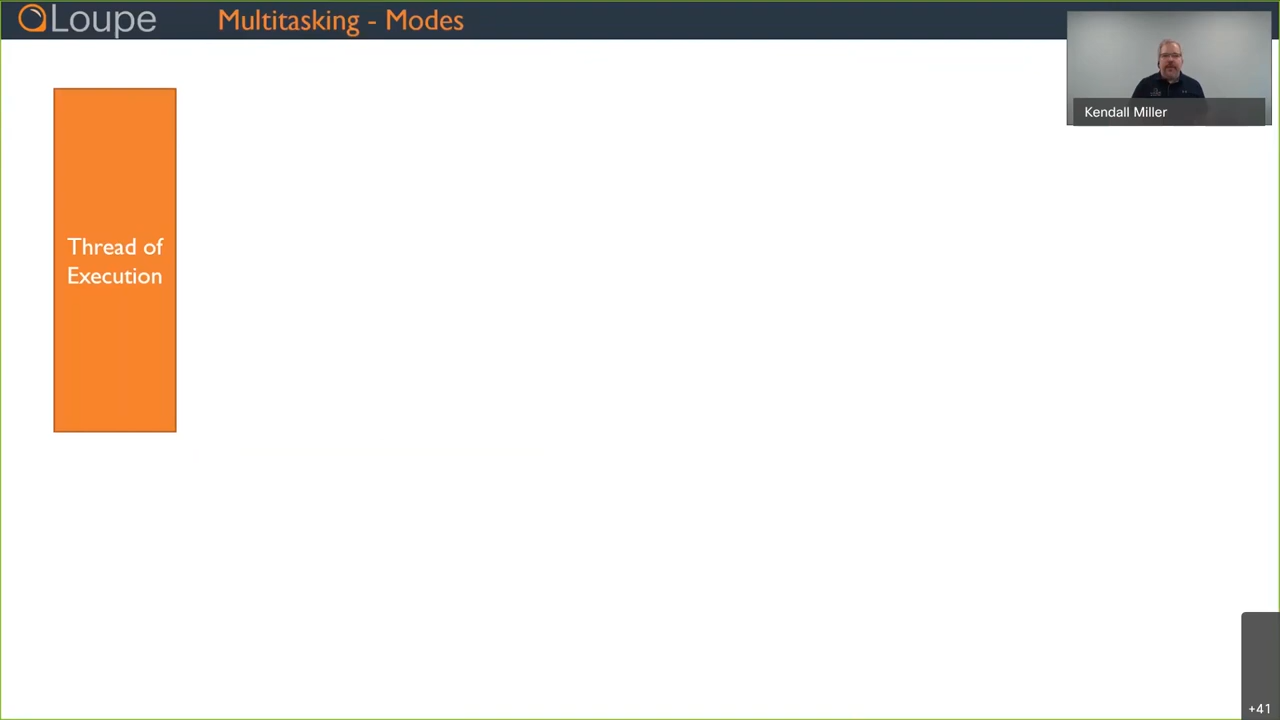 Loupe
Multitasking - Modes
Kendall Miller
Thread of
Execution
+41